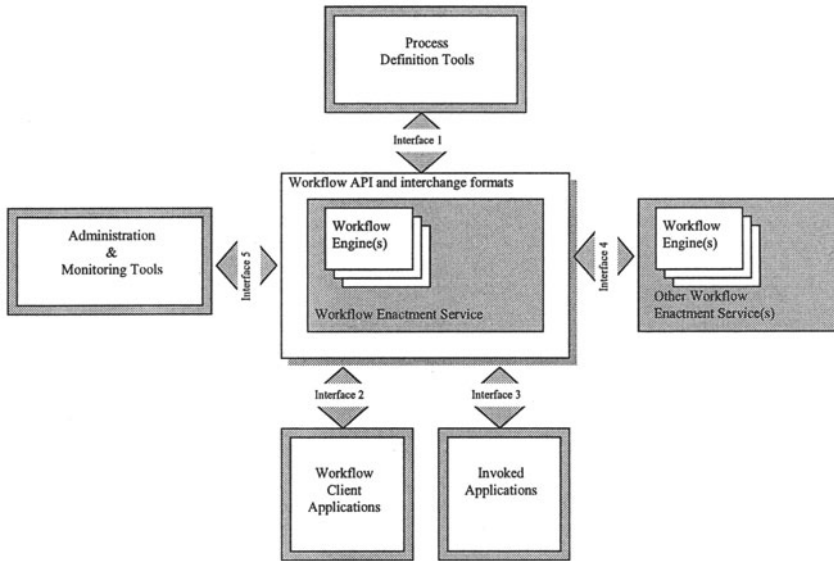 Process
Definition Tools
Interface 1
Workflow API and interchange formats
Workflow
Engine(s)
Workflow Enactment Service
Administration
&
Monitoring Tools
Interface 5
Interface 4
Workflow
Engine(s)
Other Workflow
Enactment Service(s)
Interface 2
Interface 3
Workflow
Client
Applications
Invoked
Applications